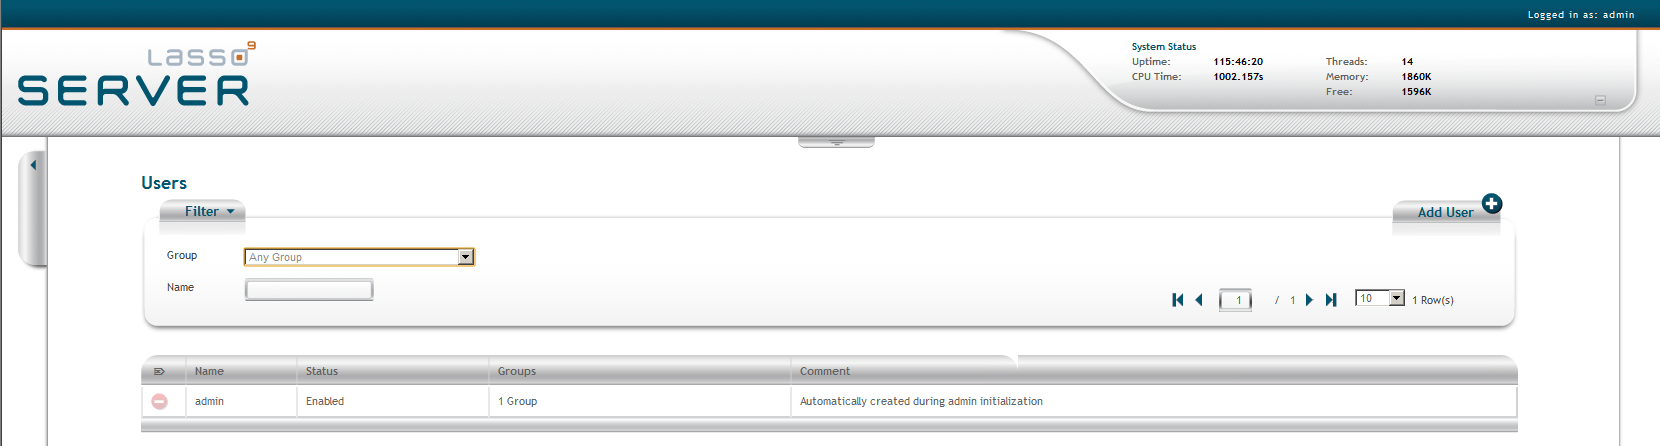 Logged in as: admin
Lasso 9
SERVER
System Status
Uptime: 115:46:20 Threads: 14
CPU Time: 1002.157s Memory: 1860K
Free: 1596K
Users
Filter Add User
Group Any Group
Name
1 / 1 10 1 Row(s)
Name Status Groups Comment
admin Enabled 1 Group Automatically created during admin initialization